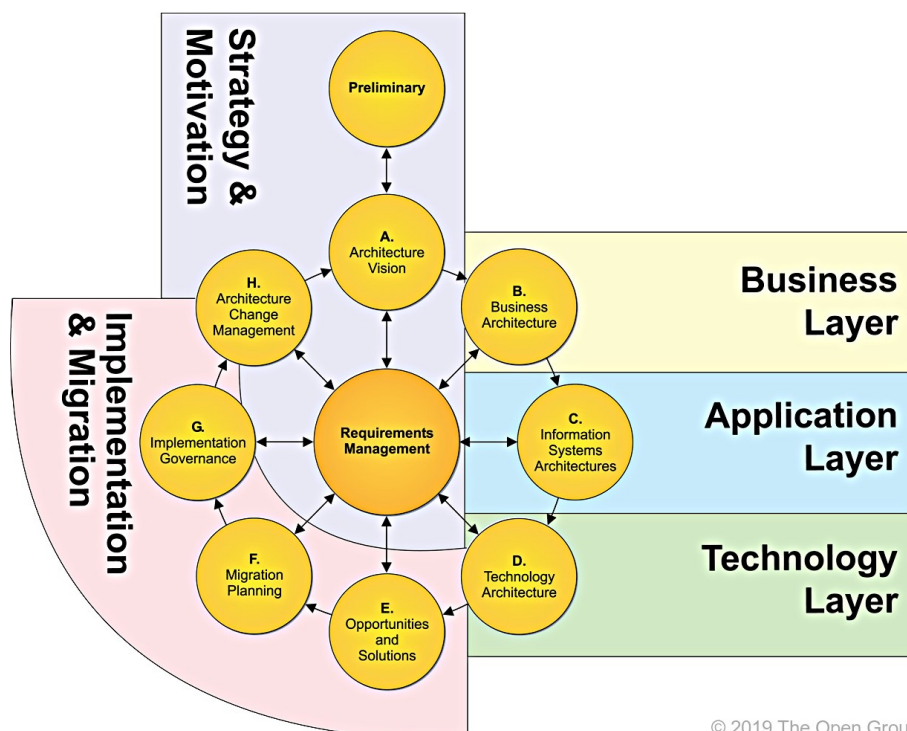 Strategy &
Motivation
Preliminary
A.
Architecture
Vision
H.
Architecture
Change
Management
B.
Business
Architecture
Business
Layer
Implementation
& Migration
G.
Implementation
Governance
Requirements
Management
C.
Information
Systems
Architectures
Application
Layer
F.
Migration
Planning
E.
Opportunities
and
Solutions
D.
Technology
Architecture
Technology
Layer
© 2019 The Open Grou